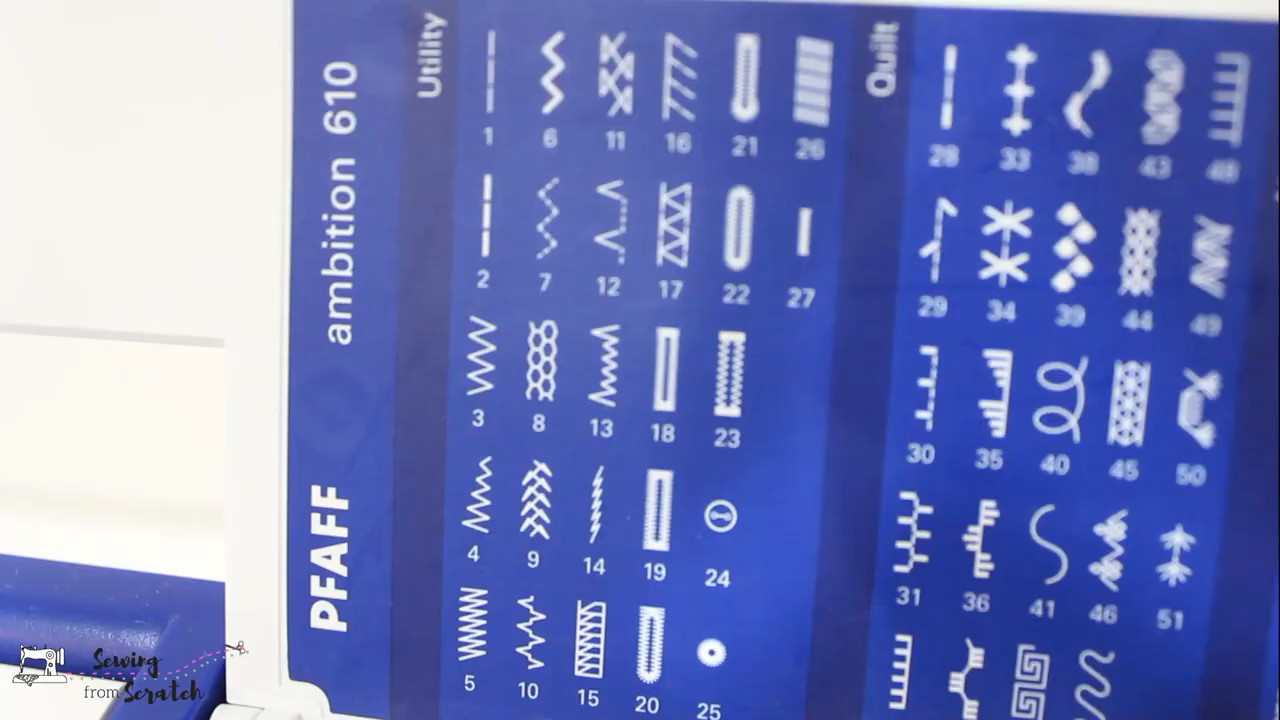 PFAFF ambition 610
Utility
1 6 11 16 21 26
2 7 12 17 22 27
3 8 13 18 23
4 9 14 19 24
5 10 15 20 25
Quilt
28 33 38 43 48
29 34 39 44 49
30 35 40 45 50
31 36 41 46 51
Sewing
from Scratch